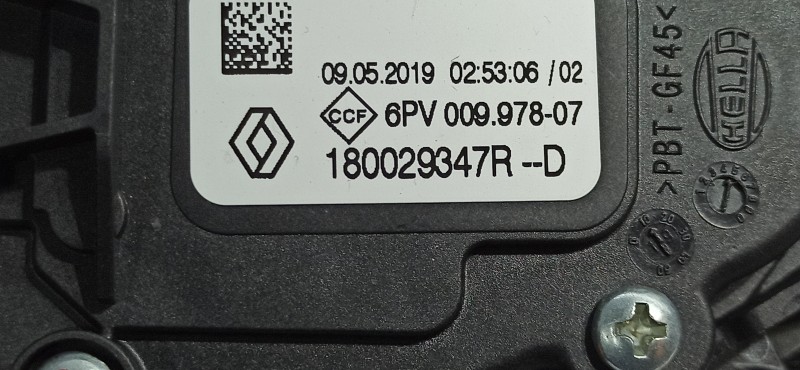 09.05.2019 02:53:06 /02
CCF 6PV 009.978-07
180029347R --D
>PBT-GF45<
HELLA